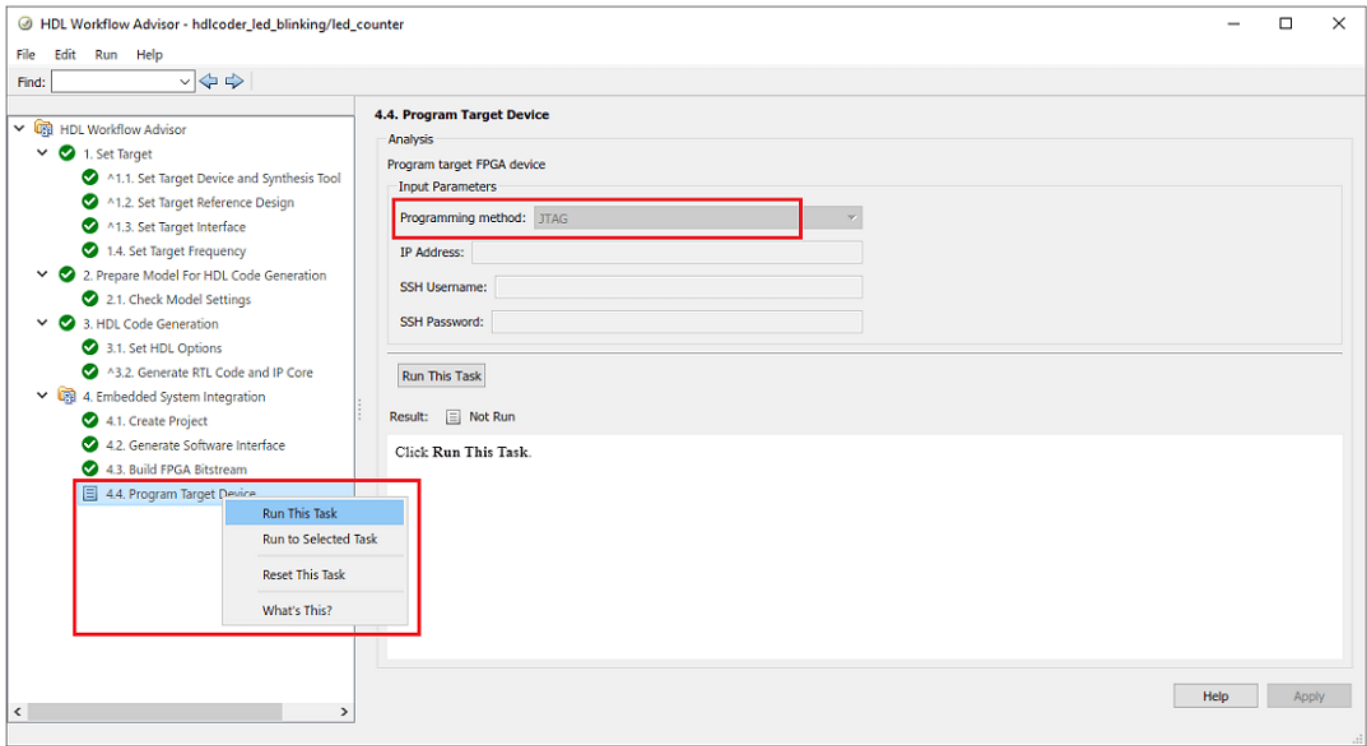 HDL Workflow Advisor - hdlcoder_led_blinking/led_counter
File Edit Run Help
Find:
HDL Workflow Advisor
1. Set Target
^1.1. Set Target Device and Synthesis Tool
^1.2. Set Target Reference Design
^1.3. Set Target Interface
1.4. Set Target Frequency
2. Prepare Model For HDL Code Generation
2.1. Check Model Settings
3. HDL Code Generation
3.1. Set HDL Options
^3.2. Generate RTL Code and IP Core
4. Embedded System Integration
4.1. Create Project
4.2. Generate Software Interface
4.3. Build FPGA Bitstream
4.4. Program Target Device
Run This Task
Run to Selected Task
Reset This Task
What's This?
4.4. Program Target Device
Analysis
Program target FPGA device
Input Parameters
Programming method: JTAG
IP Address:
SSH Username:
SSH Password:
Run This Task
Result: Not Run
Click Run This Task.
Help Apply